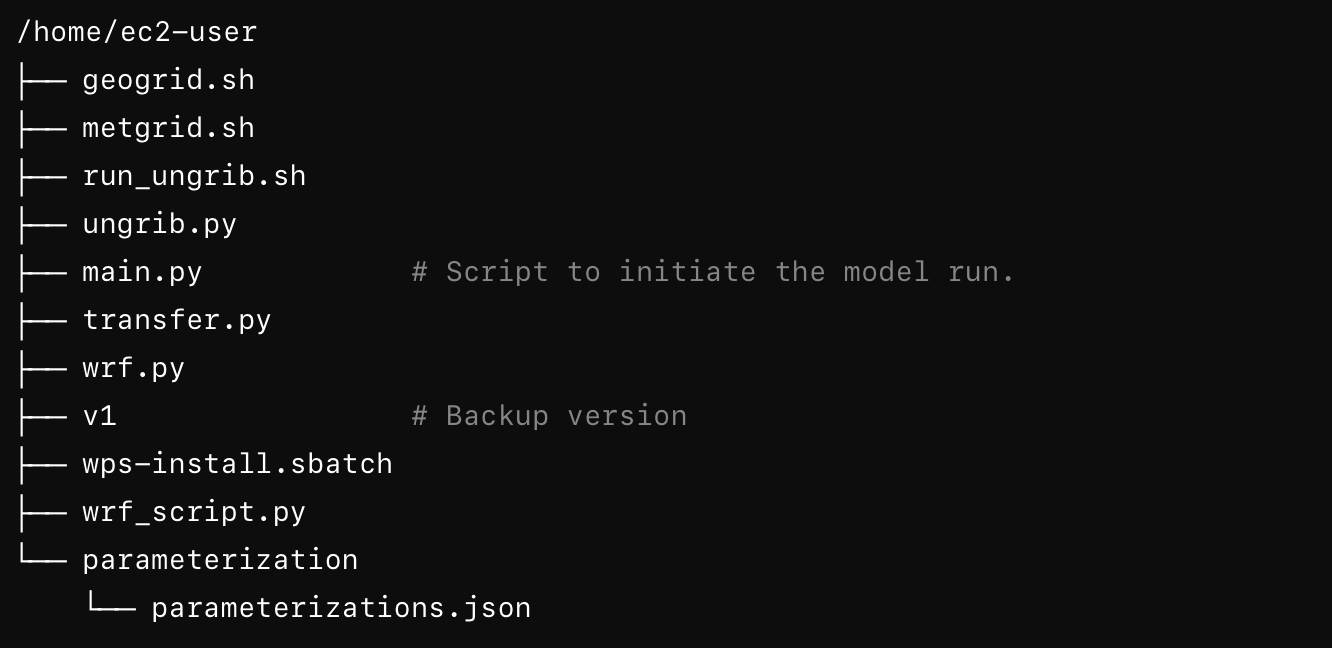 /home/ec2-user
├── geogrid.sh
├── metgrid.sh
├── run_ungrib.sh
├── ungrib.py
├── main.py            # Script to initiate the model run.
├── transfer.py
├── wrf.py
├── v1                 # Backup version
├── wps-install.sbatch
├── wrf_script.py
└── parameterization
    └── parameterizations.json